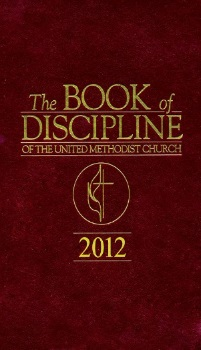 The BOOK of
DISCIPLINE
OF THE UNITED METHODIST CHURCH
2012